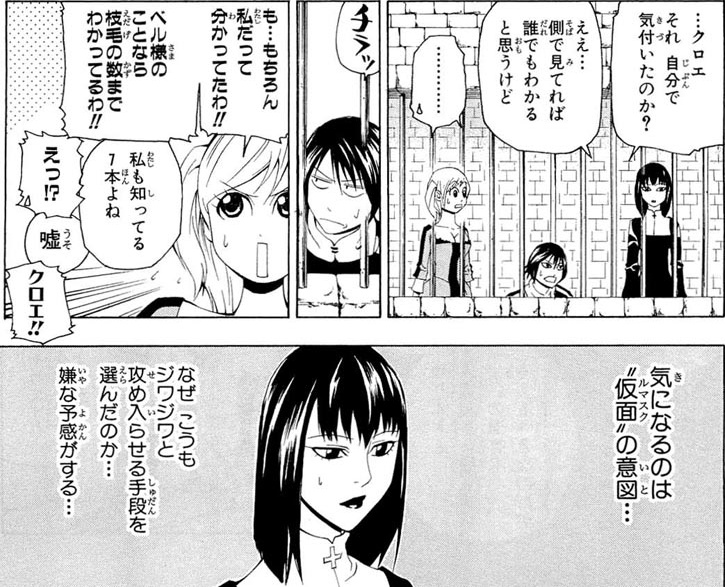 …クロエ
それ 自分で
気付いたのか?
ええ…
側で見てれば
誰でもわかる
と思うけど
………
チラッ
も…もちろん
私だって
分かってたわ!!
ベル様の
ことなら
枝毛の数まで
わかってるわ!!
私も知ってる
7本よね
えっ!?
嘘
クロエ!!
気になるのは
〝仮面〟の意図…
なぜ こうも
ジワジワと
攻め入らせる手段を
選んだのか…
嫌な予感がする…